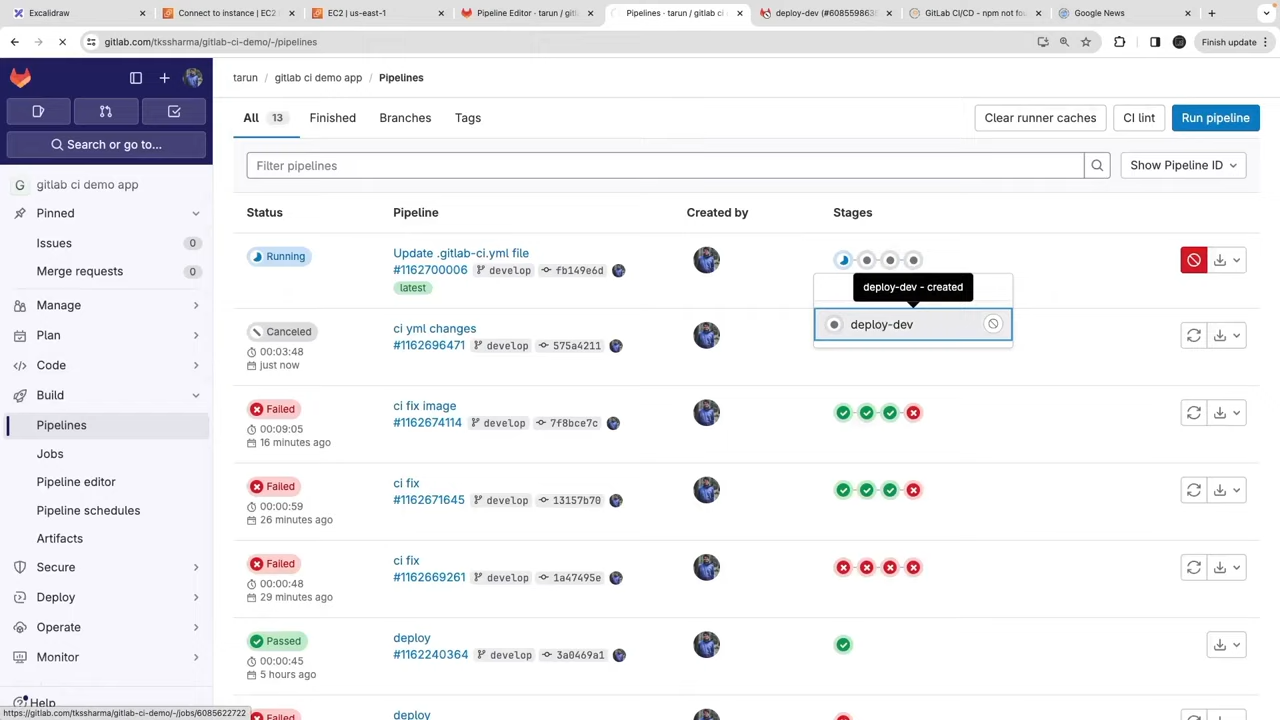 Excalidraw
Connect to instance | EC2
EC2 | us-east-1
Pipeline Editor · tarun / gitl
Pipelines · tarun / gitlab ci
deploy-dev (#608559863
GitLab CI/CD - npm not fou
Google News
gitlab.com/tkssharma/gitlab-ci-demo/-/pipelines
Finish update
Search or go to...
G gitlab ci demo app
Pinned
Issues 0
Merge requests 0
Manage
Plan
Code
Build
Pipelines
Jobs
Pipeline editor
Pipeline schedules
Artifacts
Secure
Deploy
Operate
Monitor
Help
https://gitlab.com/tkssharma/gitlab-ci-demo/-/jobs/6085622722
tarun / gitlab ci demo app / Pipelines
All 13 Finished Branches Tags
Clear runner caches CI lint Run pipeline
Filter pipelines
Show Pipeline ID
Status Pipeline Created by Stages
Running
Update .gitlab-ci.yml file
#1162700006 develop fb149e6d
latest
deploy-dev - created
deploy-dev
Canceled
00:03:48
just now
ci yml changes
#1162696471 develop 575a4211
Failed
00:09:05
16 minutes ago
ci fix image
#1162674114 develop 7f8bce7c
Failed
00:00:59
26 minutes ago
ci fix
#1162671645 develop 13157b70
Failed
00:00:48
29 minutes ago
ci fix
#1162669261 develop 1a47495e
Passed
00:00:45
5 hours ago
deploy
#1162240364 develop 3a0469a1
Failed
deploy